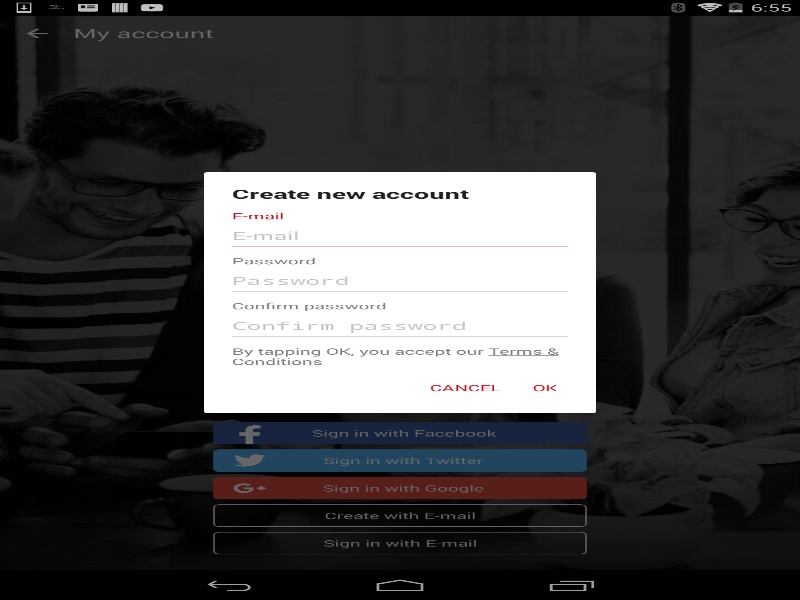 6:55
My account
Create new account
E-mail
E-mail
Password
Password
Confirm password
Confirm password
By tapping OK, you accept our Terms &
Conditions
CANCEL OK
Sign in with Facebook
Sign in with Twitter
G+ Sign in with Google
Create with E-mail
Sign in with E-mail